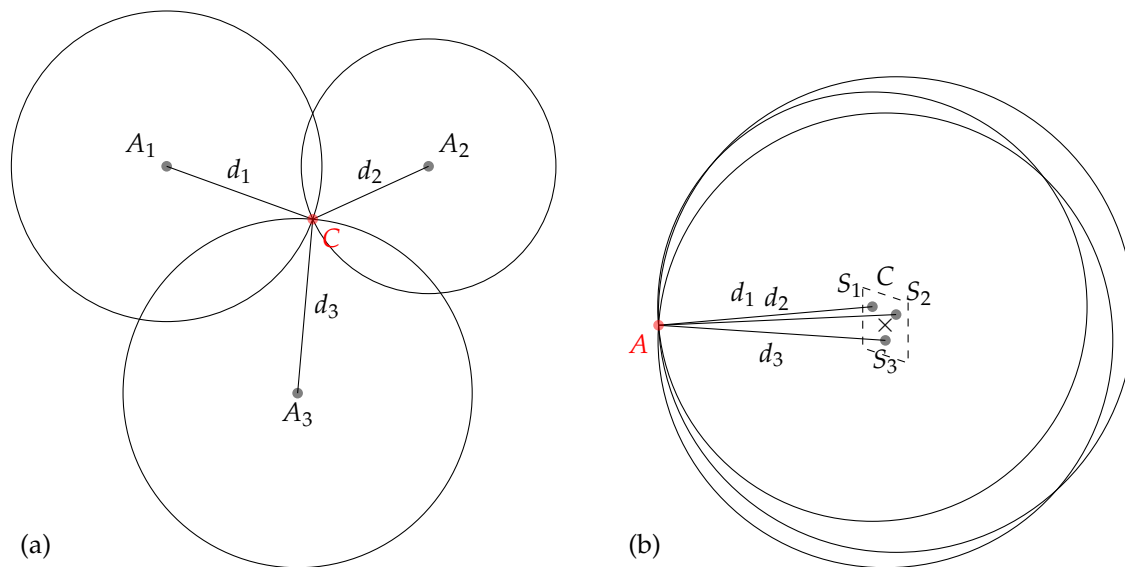 A₁
d₁
d₂
A₂
C
d₃
A₃
(a)
A
d₁
d₂
d₃
S₁
C
S₂
S₃
(b)